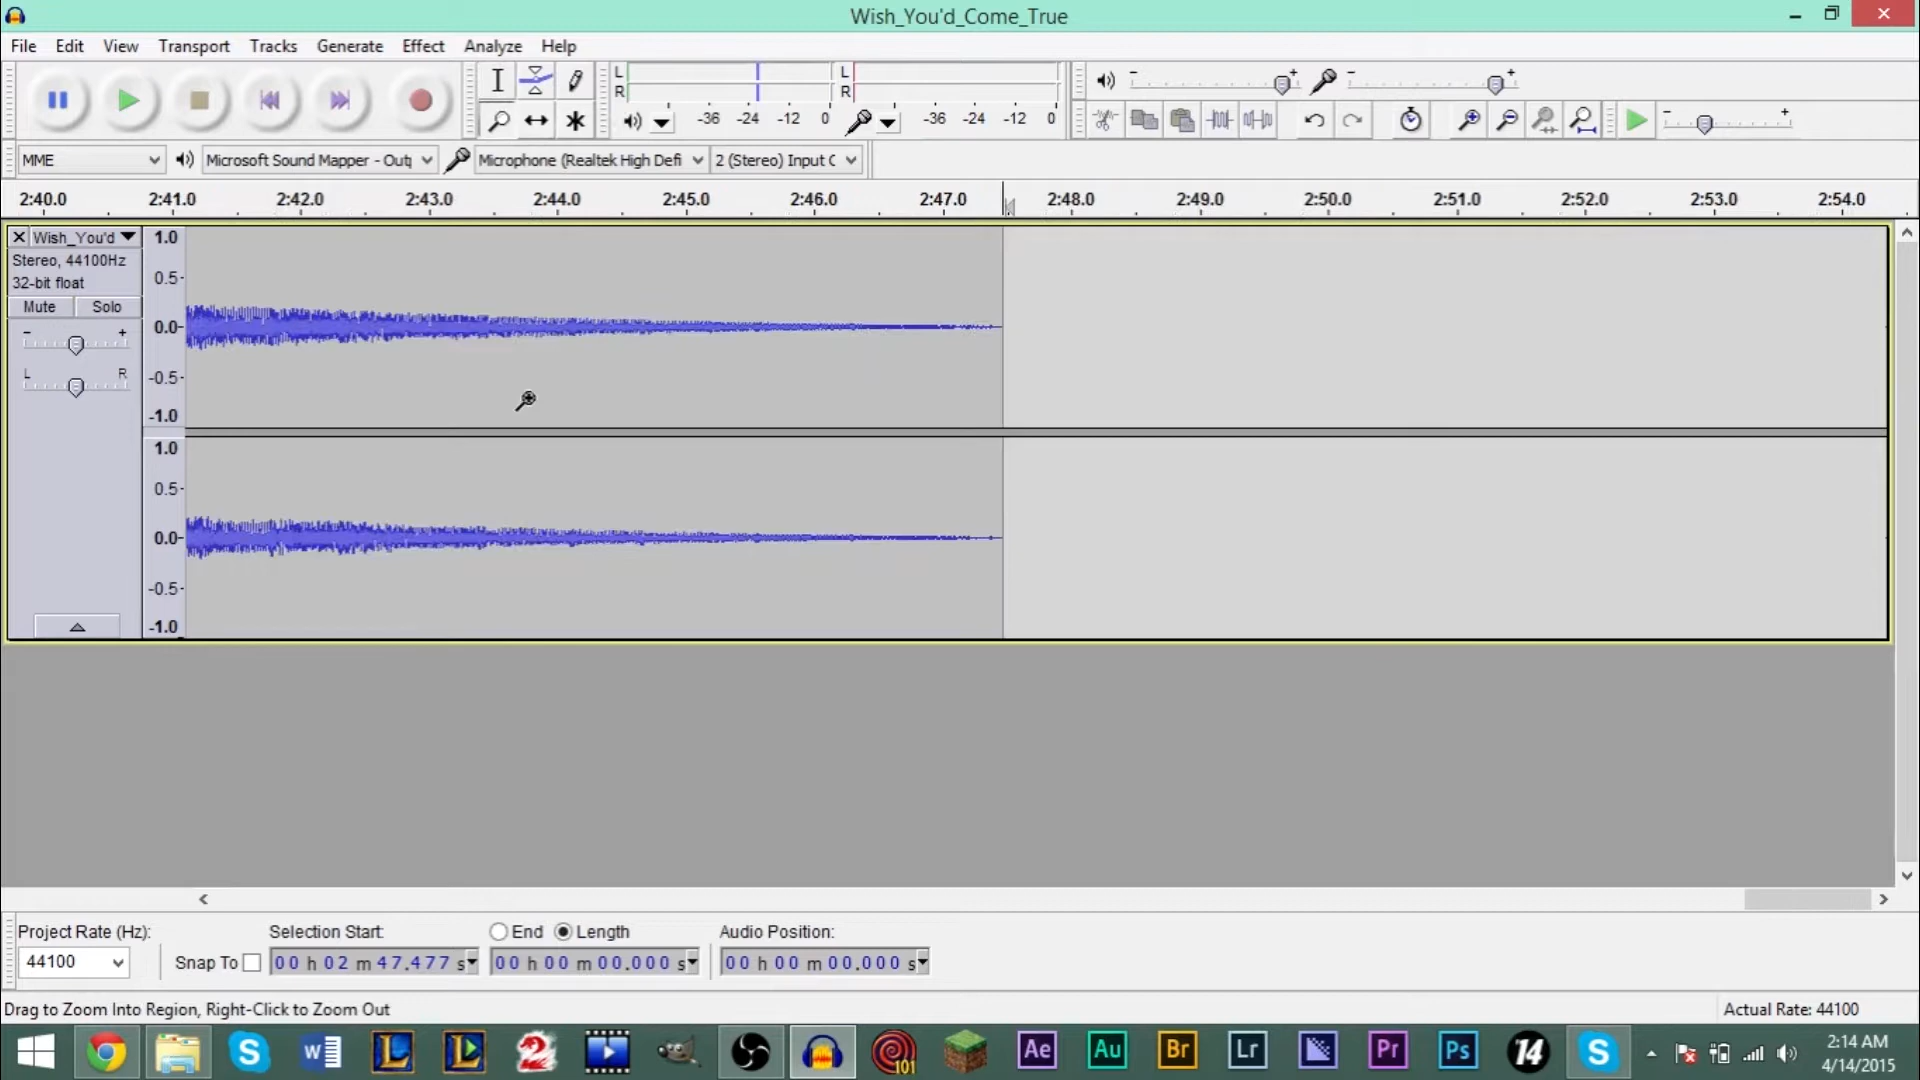 Wish_You'd_Come_True
File Edit View Transport Tracks Generate Effect Analyze Help
L
R
-36 -24 -12 0
L
R
-36 -24 -12 0
MME
Microsoft Sound Mapper - Outp
Microphone (Realtek High Defi
2 (Stereo) Input C
2:40.0 2:41.0 2:42.0 2:43.0 2:44.0 2:45.0 2:46.0 2:47.0 2:48.0 2:49.0 2:50.0 2:51.0 2:52.0 2:53.0 2:54.0
Wish_You'd
Stereo, 44100Hz
32-bit float
Mute Solo
- +
L R
1.0
0.5-
0.0-
-0.5-
-1.0
1.0
0.5-
0.0-
-0.5-
-1.0
Project Rate (Hz): Selection Start: End Length Audio Position:
44100 Snap To 00 h 02 m 47.477 s 00 h 00 m 00.000 s 00 h 00 m 00.000 s
Drag to Zoom Into Region, Right-Click to Zoom Out Actual Rate: 44100
S W L L 2 101 Ae Au Br Lr Pr Ps 14 S
2:14 AM
4/14/2015